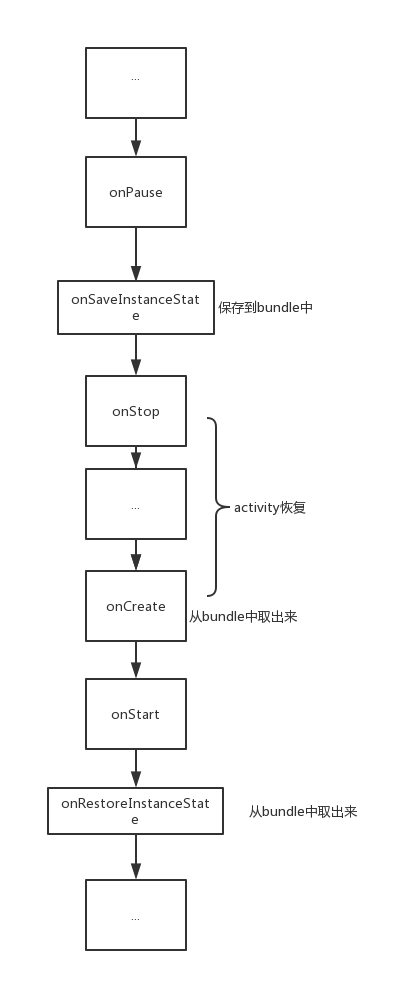 ...
onPause
onSaveInstanceStat
e
保存到bundle中
onStop
...
activity恢复
onCreate
从bundle中取出来
onStart
onRestoreInstanceStat
e
从bundle中取出来
...